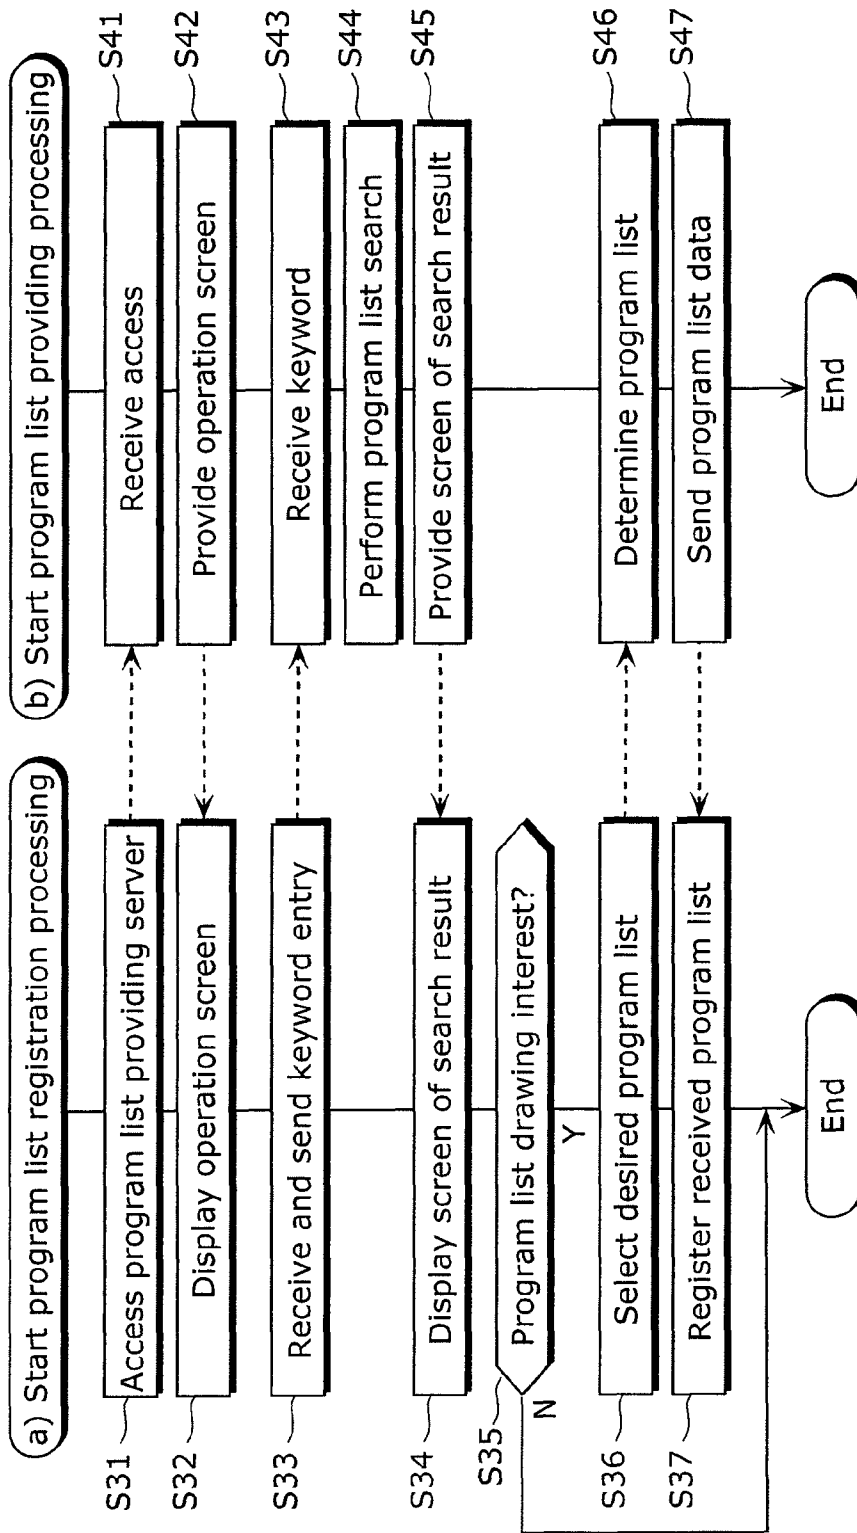 a) Start program list registration processing
S31
Access program list providing server
S32
Display operation screen
S33
Receive and send keyword entry
S34
Display screen of search result
S35
Program list drawing interest?
N
Y
S36
Select desired program list
S37
Register received program list
End
b) Start program list providing processing
Receive access
S41
Provide operation screen
S42
Receive keyword
S43
Perform program list search
S44
Provide screen of search result
S45
Determine program list
S46
Send program list data
S47
End